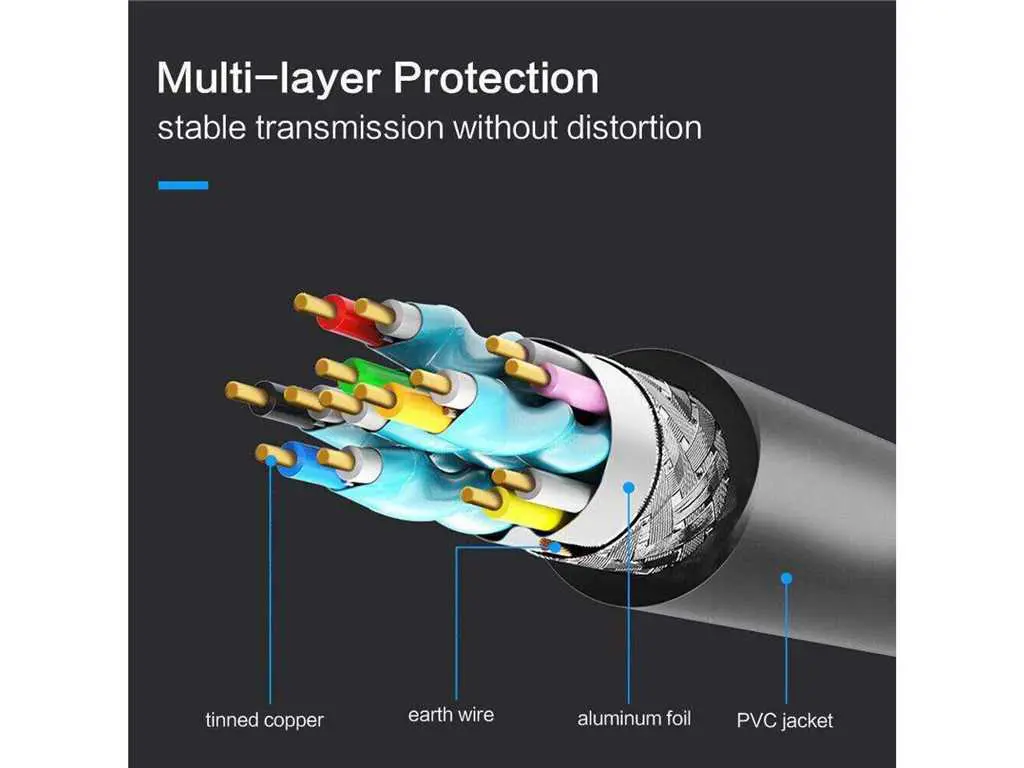 Multi-layer Protection
stable transmission without distortion
tinned copper
earth wire
aluminum foil
PVC jacket